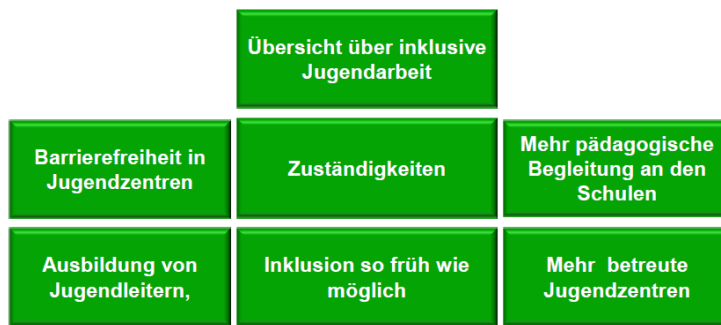 Übersicht über inklusive
Jugendarbeit
Barrierefreiheit in
Jugendzentren
Zuständigkeiten
Mehr pädagogische
Begleitung an den
Schulen
Ausbildung von
Jugendleitern,
Inklusion so früh wie
möglich
Mehr betreute
Jugendzentren